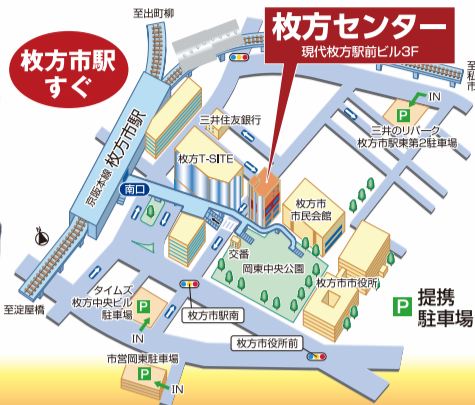 至出町柳
枚方センター
現代枚方駅前ビル3F
枚方市駅
すぐ
至私市
IN
P
三井のリパーク
枚方市駅東第2駐車場
三井住友銀行
枚方T-SITE
京阪本線 枚方市駅
南口
枚方市
市民会館
交番
岡東中央公園
枚方市市役所
P 提携
駐車場
至淀屋橋
タイムズ
枚方中央ビル
駐車場
P
IN
枚方市駅南
枚方市役所前
市営岡東駐車場
P
IN